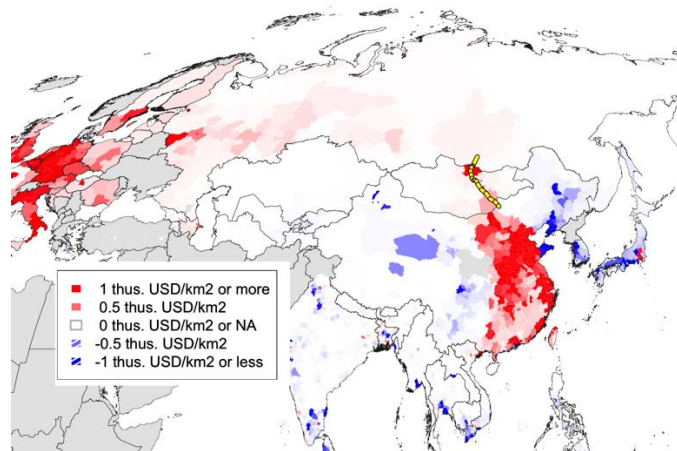 1 thus. USD/km2 or more
0.5 thus. USD/km2
0 thus. USD/km2 or NA
-0.5 thus. USD/km2
-1 thus. USD/km2 or less